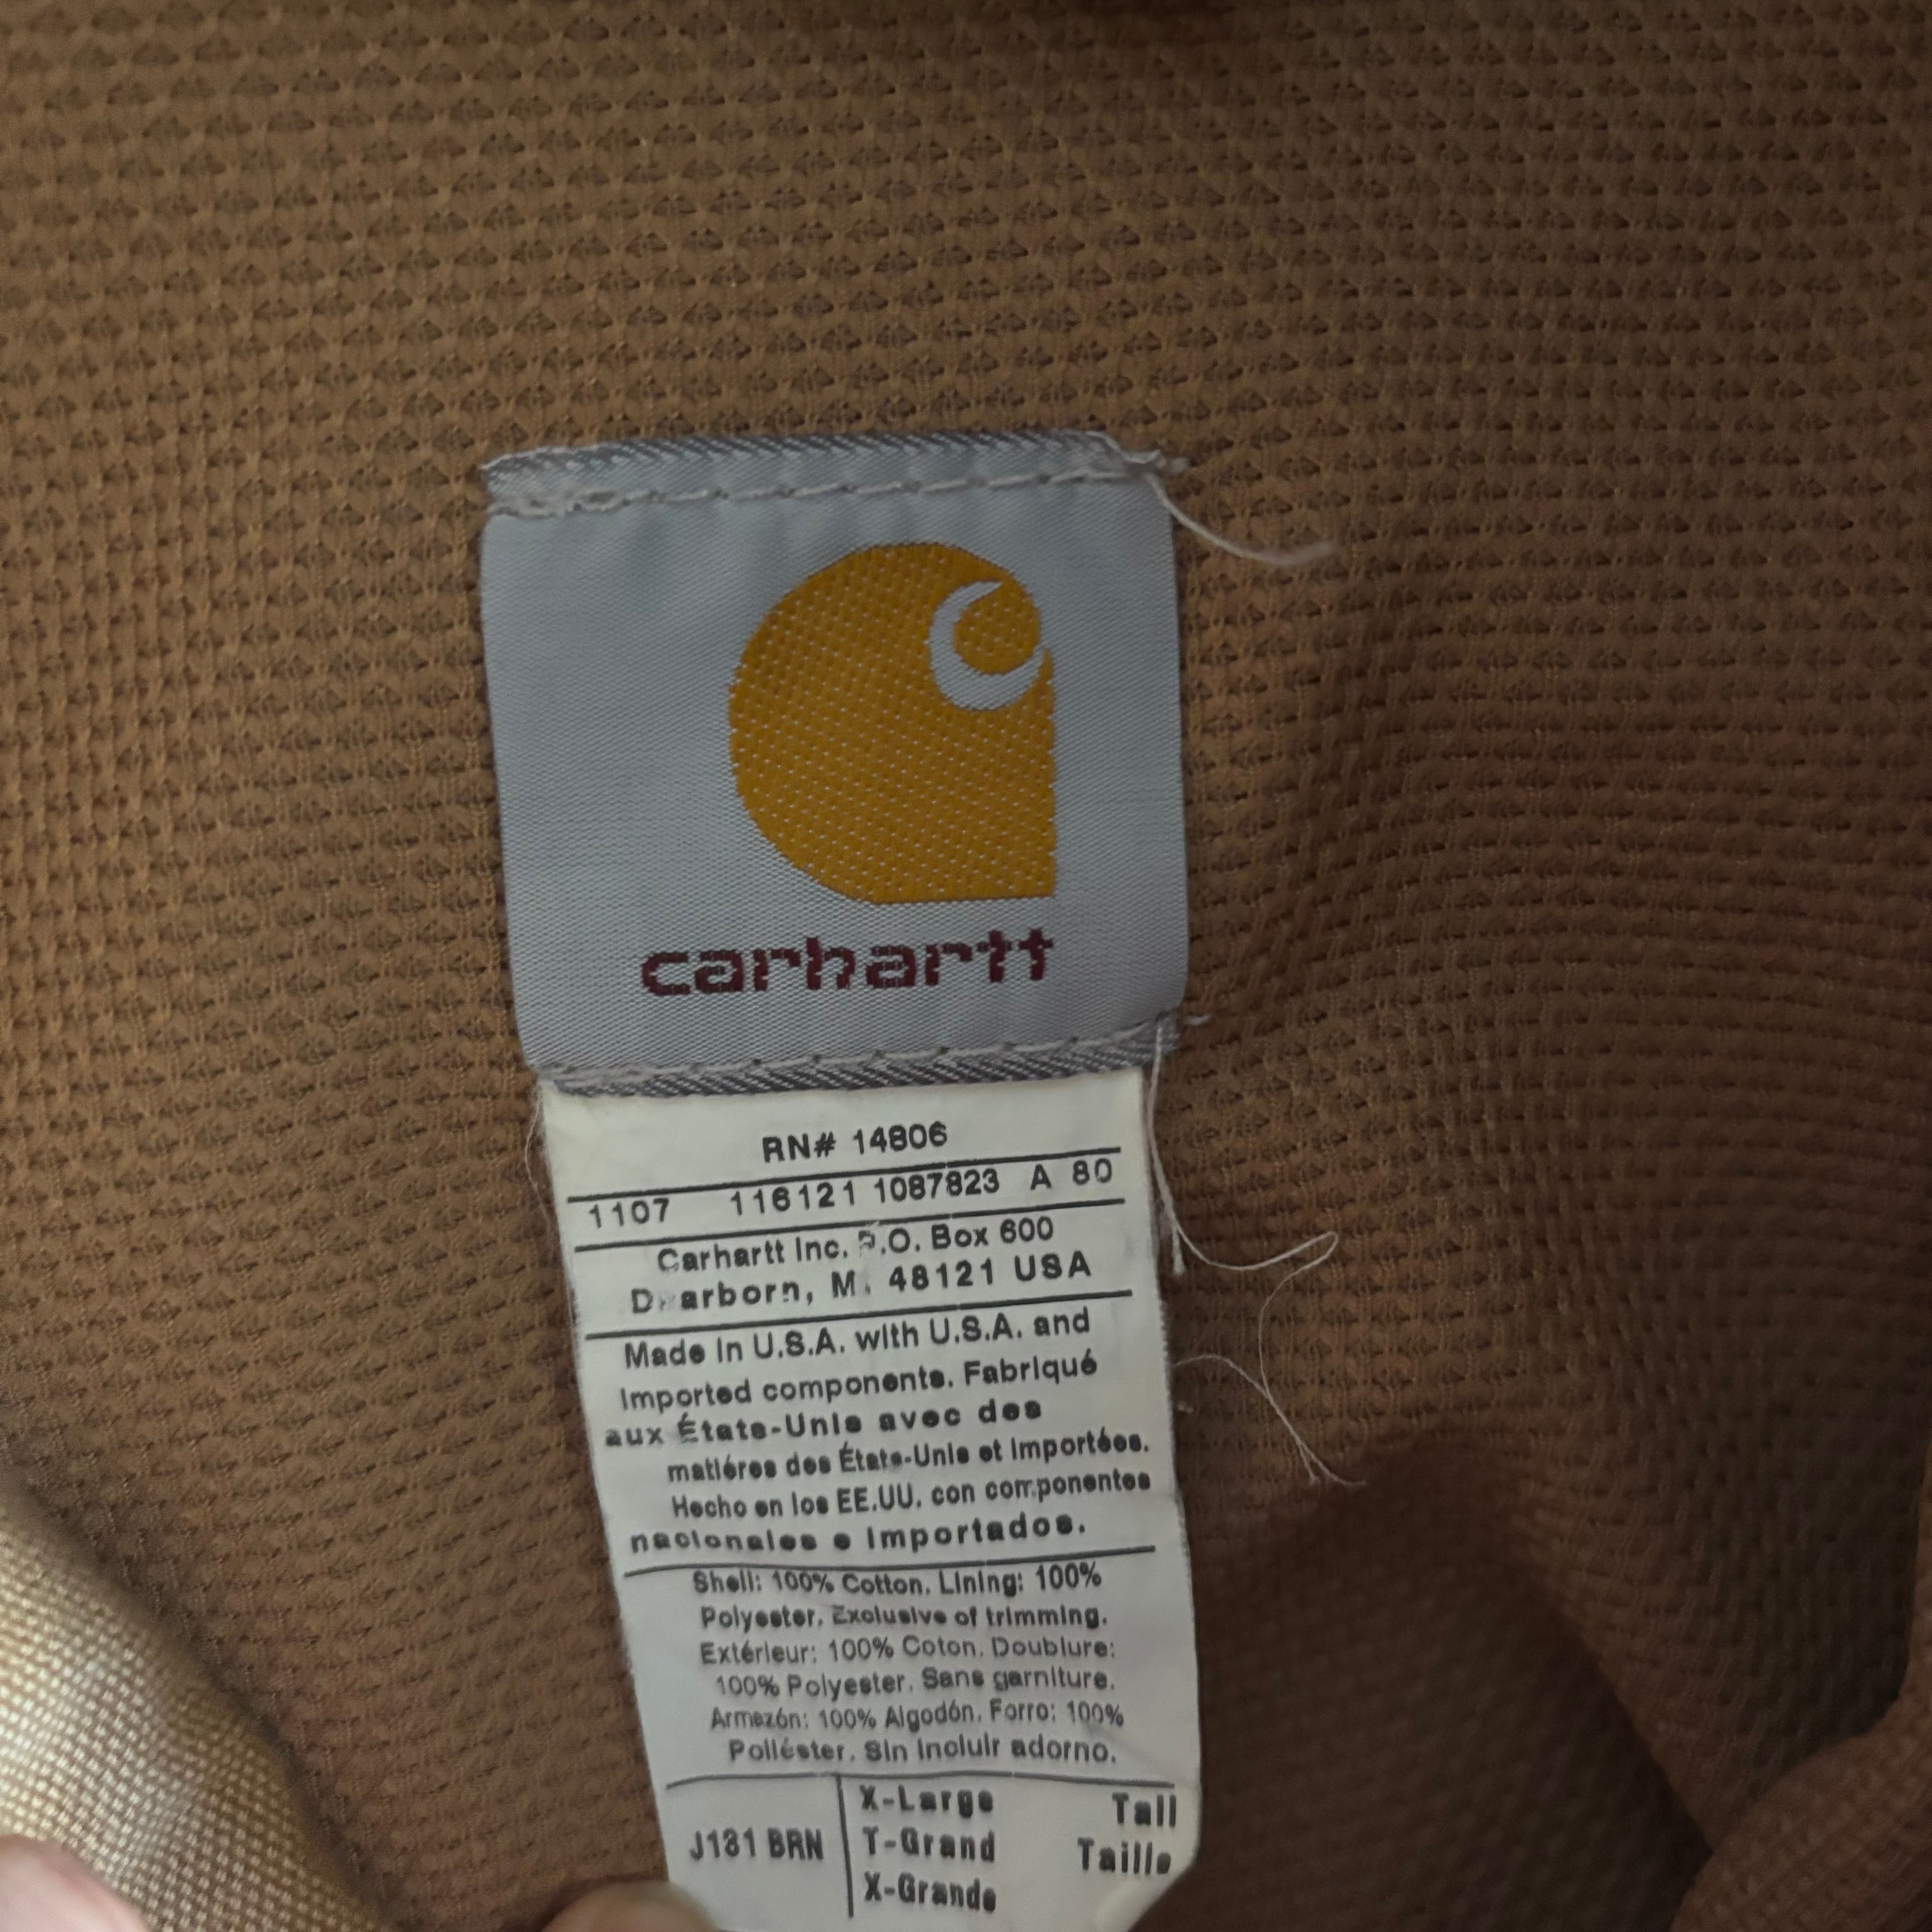 carhartt
RN# 14806
1107 116121 1087823 A 80
Carhartt Inc. P.O. Box 600
Dearborn, M. 48121 USA
Made in U.S.A. with U.S.A. and
imported components. Fabriqué
aux États-Unis avec des
matiéres des États-Unis et importées.
Hecho en los EE.UU. con componentes
nacionales e importados.
Shell: 100% Cotton. Lining: 100%
Polyester. Exclusive of trimming.
Extérieur: 100% Coton. Doublure:
100% Polyester. Sans garniture.
Armazón: 100% Algodón. Forro: 100%
Poliéster. Sin incluir adorno.
J131 BRN
X-Large Tall
T-Grand Taille
X-Grande